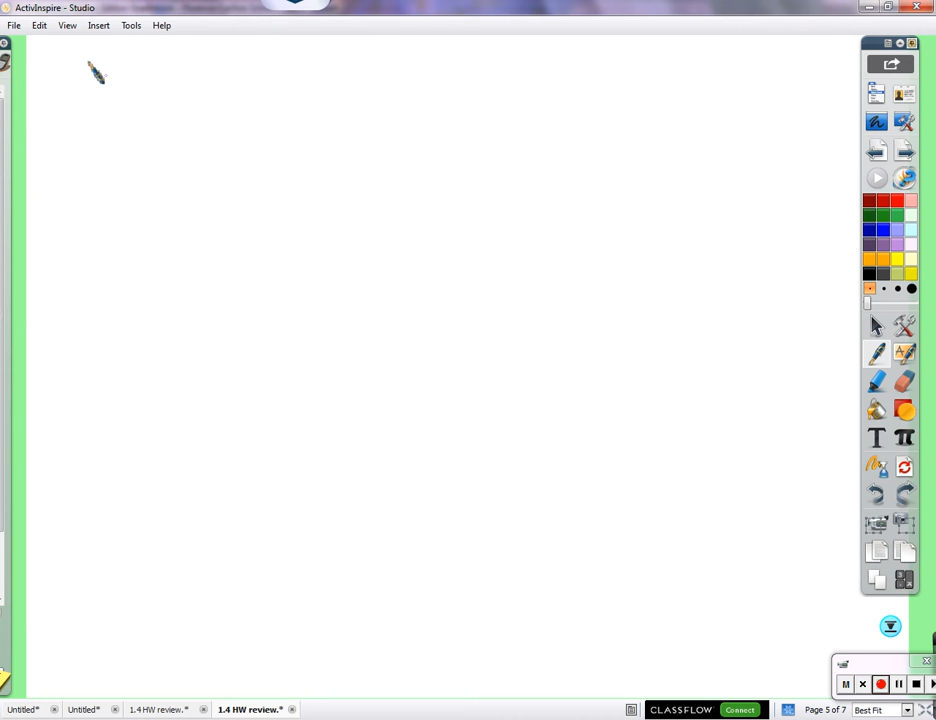 ActivInspire - Studio
File Edit View Insert Tools Help
T π
M
Untitled* Untitled* 1.4 HW review.* 1.4 HW review.* CLASSFLOW Connect Page 5 of 7 Best Fit